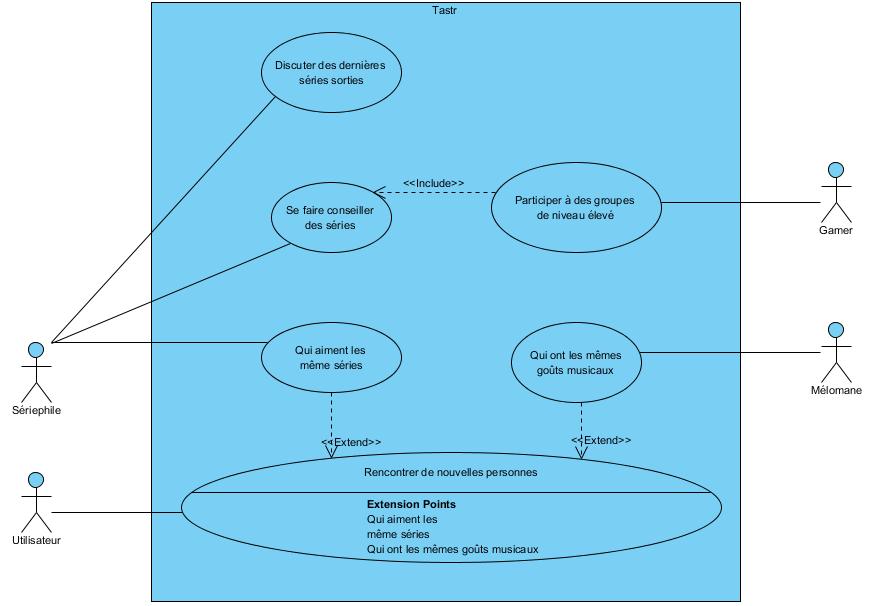 Tastr
Discuter des dernières
séries sorties
<<Include>>
Se faire conseiller
des séries
Participer à des groupes
de niveau élevé
Gamer
Qui aiment les
même séries
Qui ont les mêmes
goûts musicaux
Mélomane
Sériephile
<<Extend>>
<<Extend>>
Rencontrer de nouvelles personnes
Extension Points
Qui aiment les
même séries
Qui ont les mêmes goûts musicaux
Utilisateur